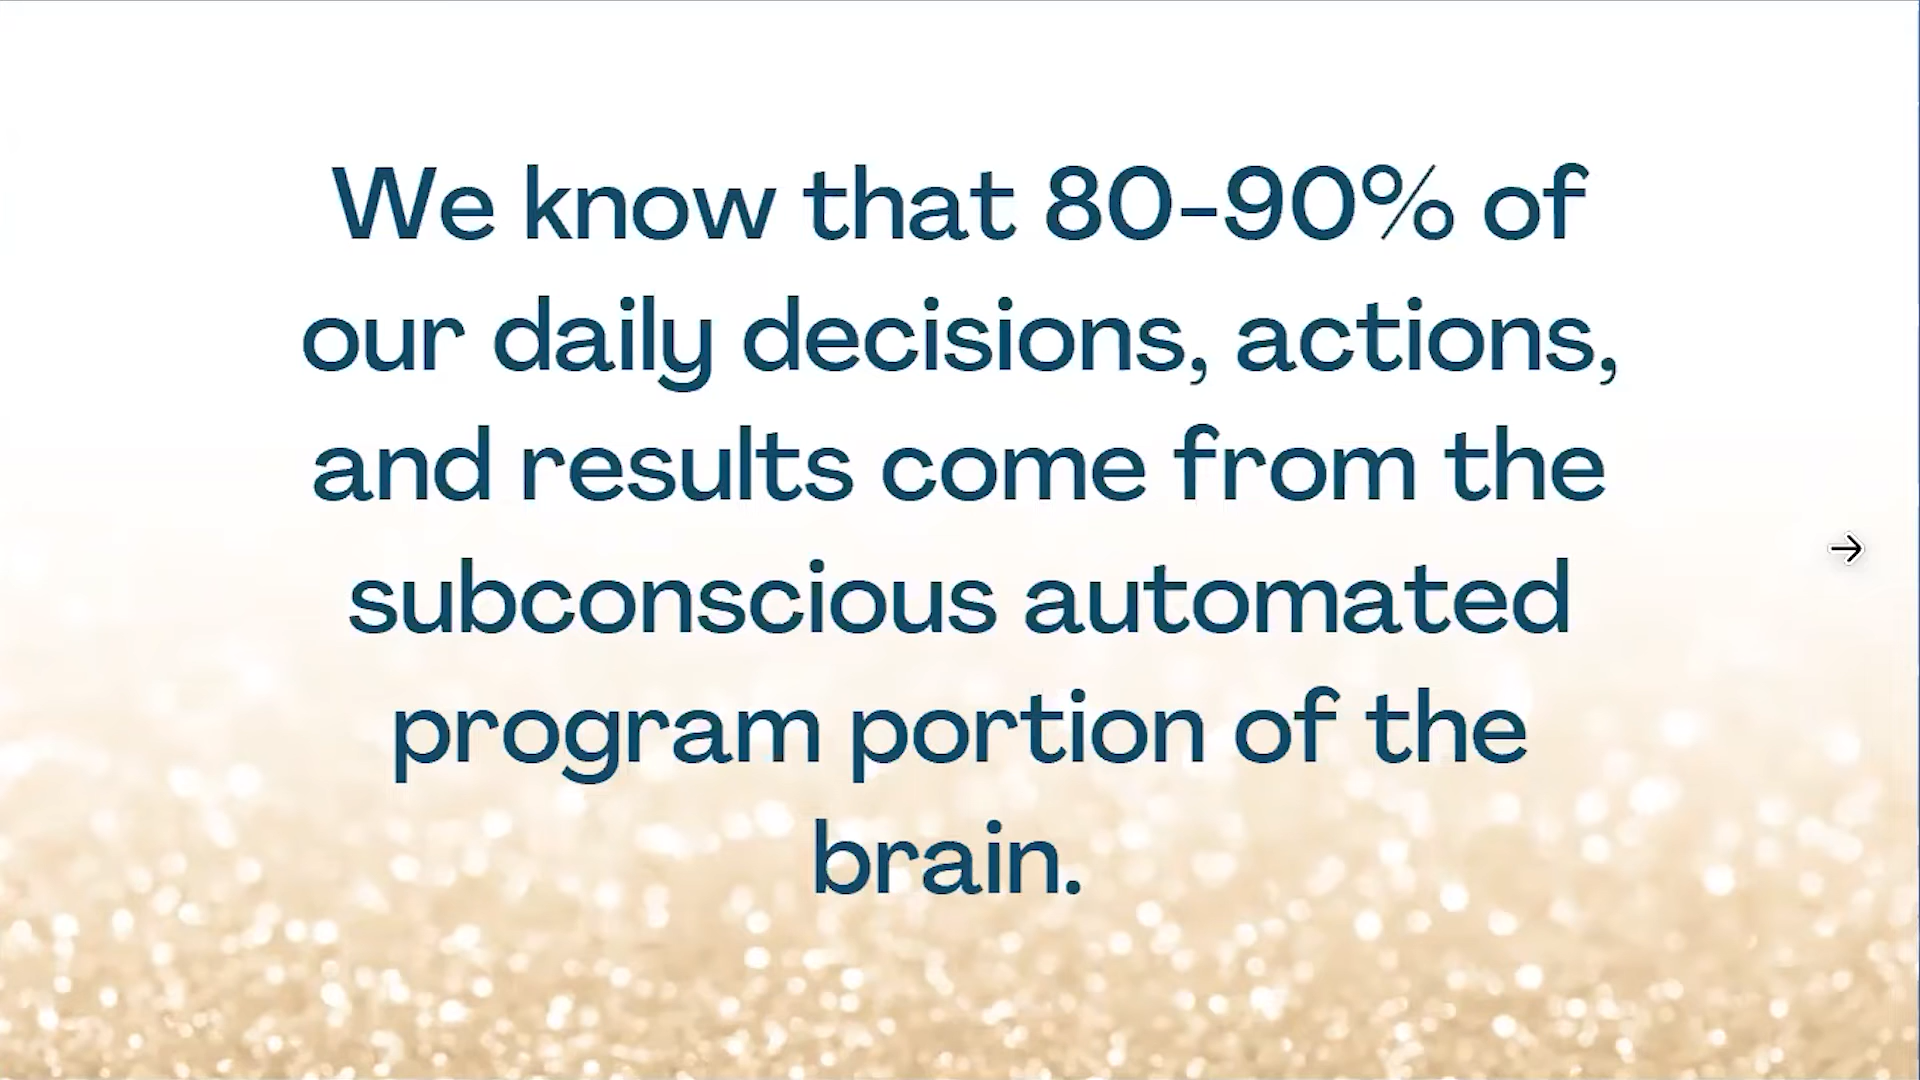 We know that 80-90% of
our daily decisions, actions,
and results come from the
subconscious automated
program portion of the
brain.